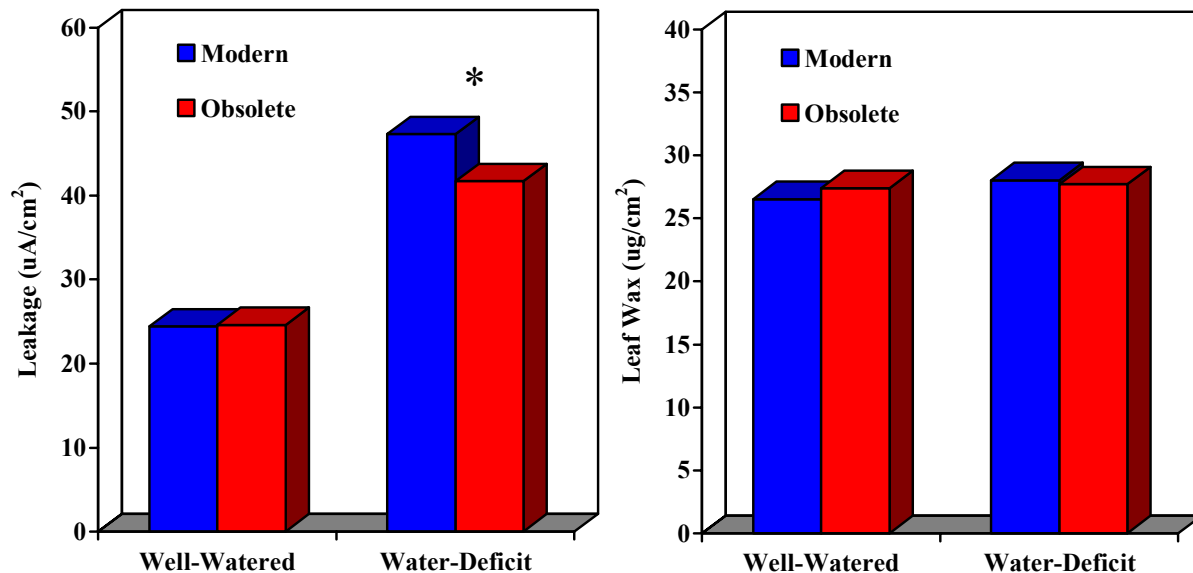 60
50
40
30
20
10
0
Leakage (uA/cm²)
Modern
Obsolete
*
Well-Watered
Water-Deficit
40
35
30
25
20
15
10
5
0
Leaf Wax (ug/cm²)
Modern
Obsolete
Well-Watered
Water-Deficit